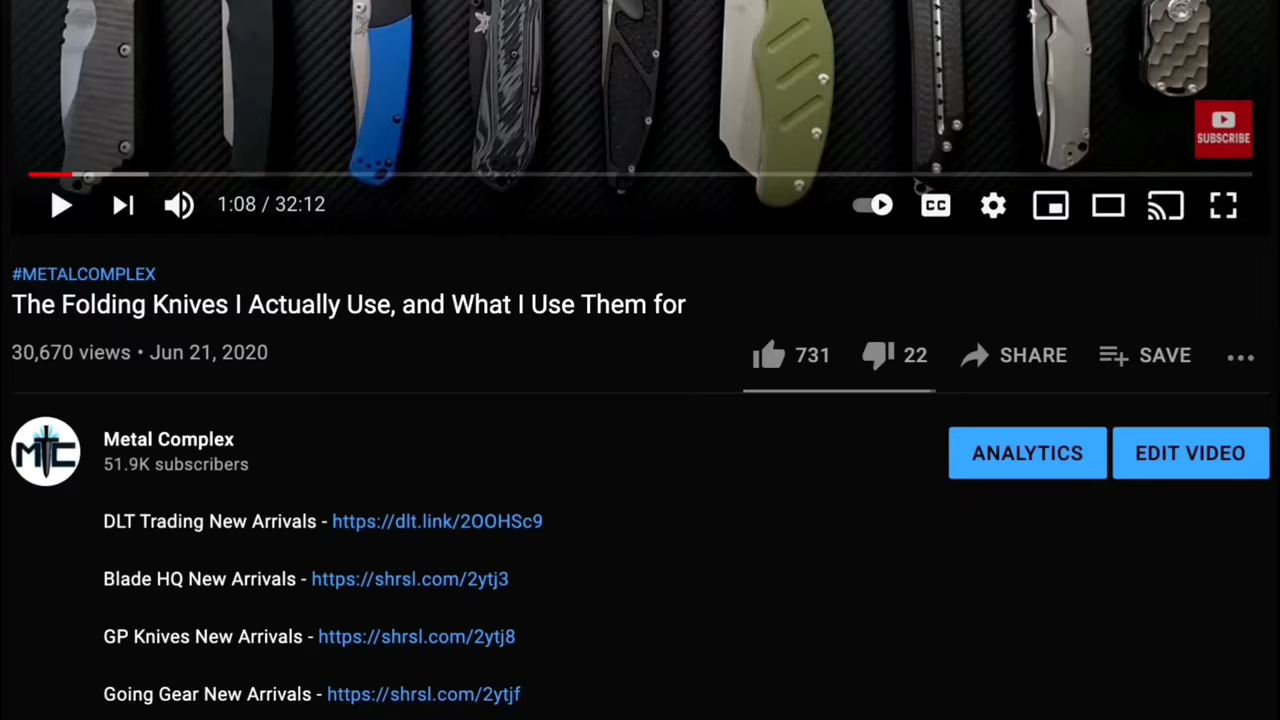 SUBSCRIBE
1:08 / 32:12
CC
#METALCOMPLEX
The Folding Knives I Actually Use, and What I Use Them for
30,670 views • Jun 21, 2020
731 22 SHARE SAVE
MTC
Metal Complex
51.9K subscribers
ANALYTICS EDIT VIDEO
DLT Trading New Arrivals - https://dlt.link/2OOHSc9
Blade HQ New Arrivals - https://shrsl.com/2ytj3
GP Knives New Arrivals - https://shrsl.com/2ytj8
Going Gear New Arrivals - https://shrsl.com/2ytjf